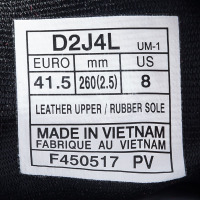 D2J4L UM-1
EURO mm US
41.5 260(2.5) 8
LEATHER UPPER / RUBBER SOLE
MADE IN VIETNAM
FABRIQUE AU VIETNAM
F450517 PV